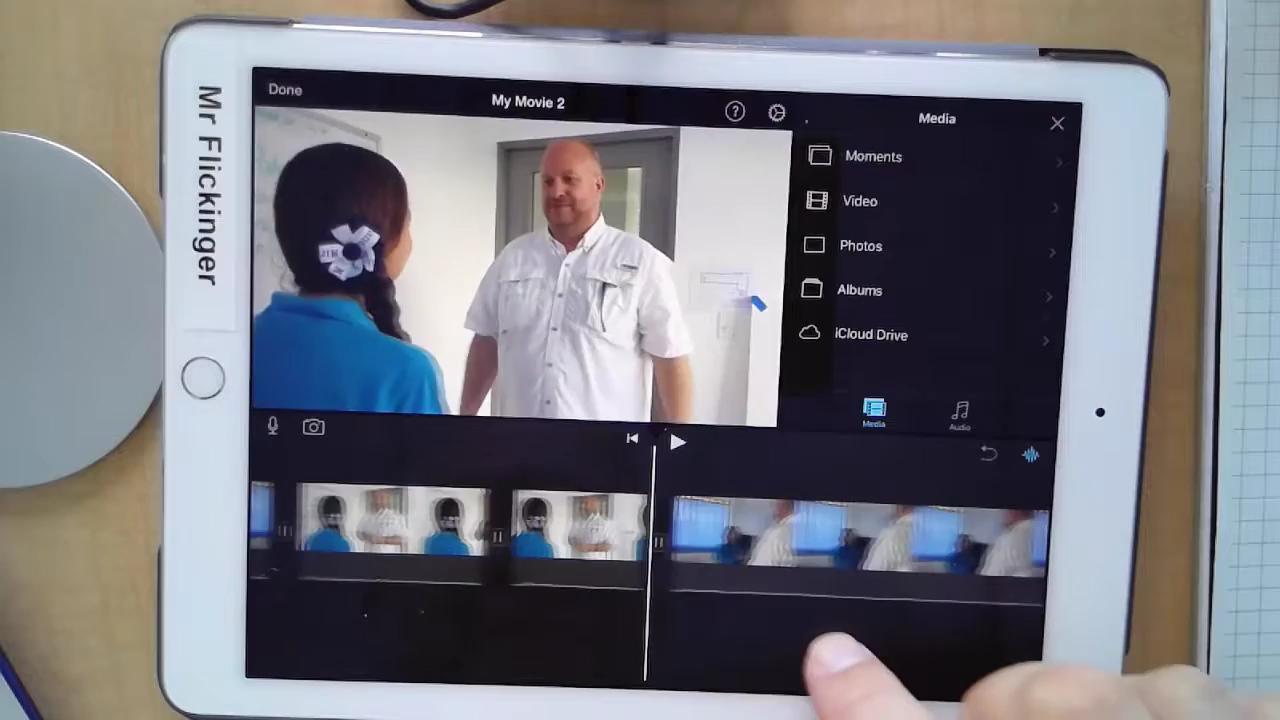 Mr Flickinger
Done
My Movie 2
?
Media
Moments
Video
Photos
Albums
iCloud Drive
Media
Audio